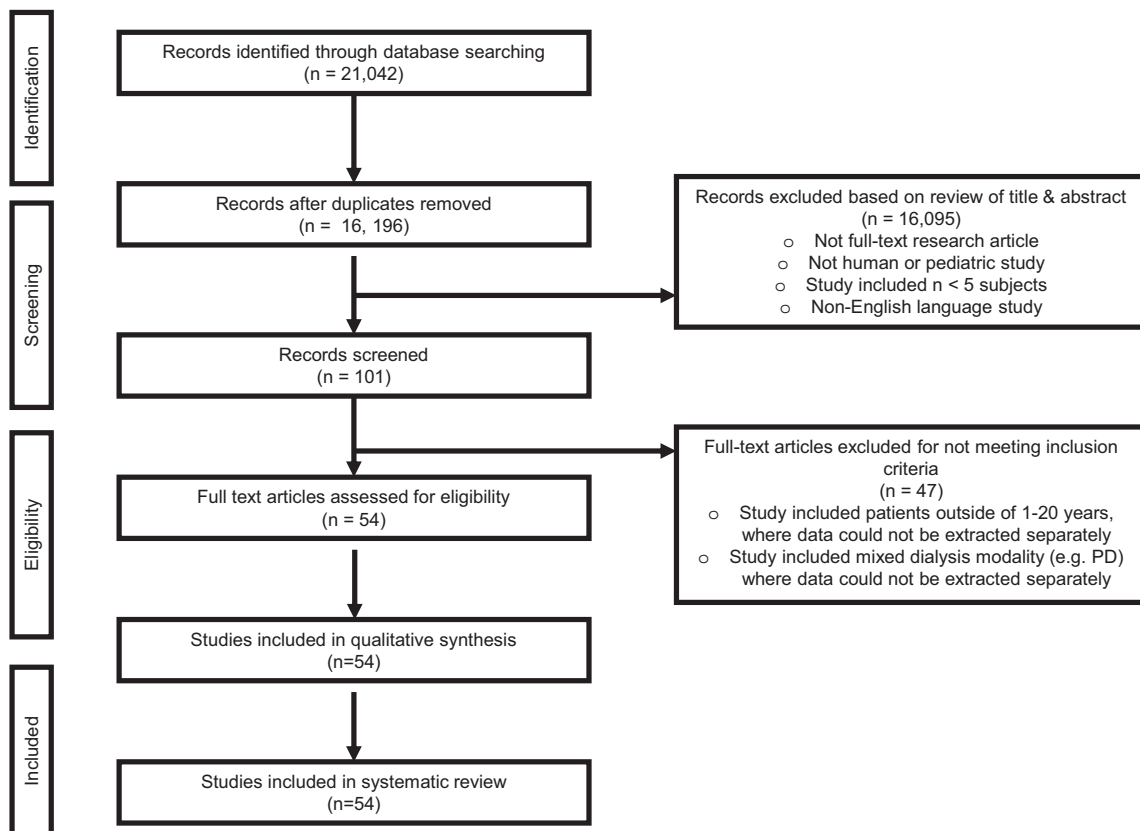 Identification
Records identified through database searching
(n = 21,042)
Records after duplicates removed
(n = 16, 196)
Screening
Records excluded based on review of title & abstract
(n = 16,095)
o Not full-text research article
o Not human or pediatric study
o Study included n < 5 subjects
o Non-English language study
Records screened
(n = 101)
Eligibility
Full-text articles excluded for not meeting inclusion
criteria
(n = 47)
o Study included patients outside of 1-20 years,
where data could not be extracted separately
o Study included mixed dialysis modality (e.g. PD)
where data could not be extracted separately
Full text articles assessed for eligibility
(n = 54)
Studies included in qualitative synthesis
(n=54)
Included
Studies included in systematic review
(n=54)